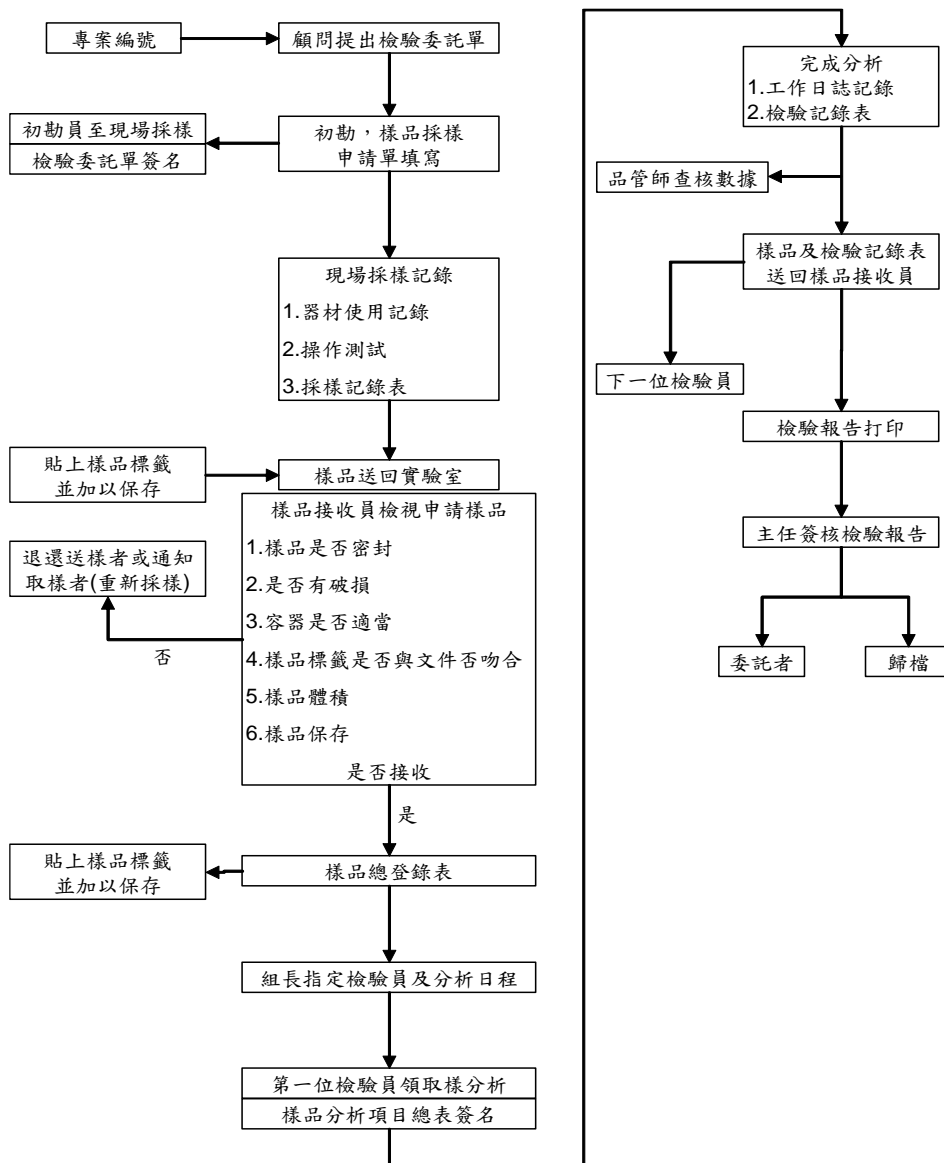 專案編號
顧問提出檢驗委託單
初勘員至現場採樣
檢驗委託單簽名
初勘，樣品採樣
申請單填寫
現場採樣記錄
1.器材使用記錄
2.操作測試
3.採樣記錄表
貼上樣品標籤
並加以保存
樣品送回實驗室
樣品接收員檢視申請樣品
1.樣品是否密封
2.是否有破損
3.容器是否適當
4.樣品標籤是否與文件否吻合
5.樣品體積
6.樣品保存
是否接收
退還送樣者或通知
取樣者(重新採樣)
否
是
貼上樣品標籤
並加以保存
樣品總登錄表
組長指定檢驗員及分析日程
第一位檢驗員領取樣分析
樣品分析項目總表簽名
完成分析
1.工作日誌記錄
2.檢驗記錄表
品管師查核數據
樣品及檢驗記錄表
送回樣品接收員
下一位檢驗員
檢驗報告打印
主任簽核檢驗報告
委託者
歸檔